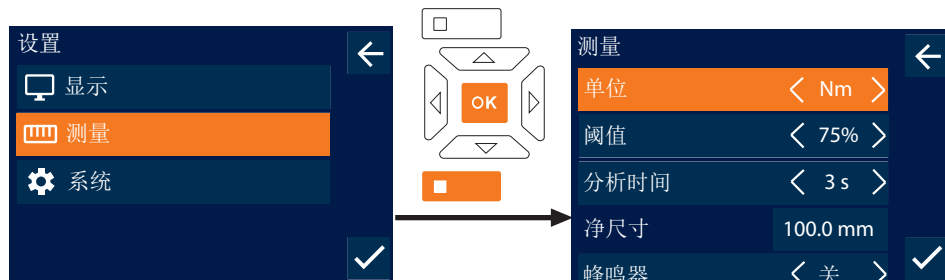 设置
显示
测量
系统
OK
测量
单位 Nm
阈值 75%
分析时间 3 s
净尺寸 100.0 mm
蜂鸣器 关